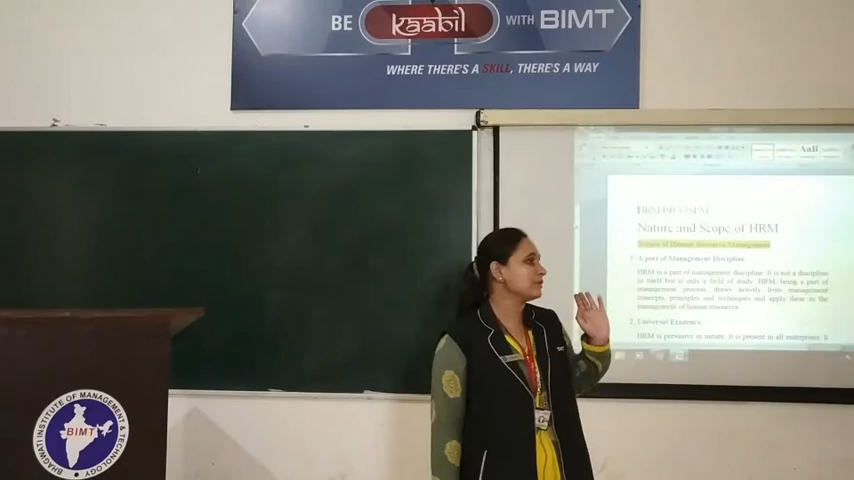 BE kaabil WITH BIMT
WHERE THERE'S A SKILL, THERE'S A WAY
AaB
Nature and Scope of HRM
Nature of Human Resource Management
1. A part of Management Discipline
HRM is a part of management discipline. It is not a discipline
in itself but is only a field of study. HRM, being a part of
management process, draws heavily from management
concepts, principles and techniques and apply these in the
management of human resources.
2. Universal Existence
HRM is pervasive in nature. It is present in all enterprises. It
BHAGWATI INSTITUTE OF MANAGEMENT & TECHNOLOGY
BIMT